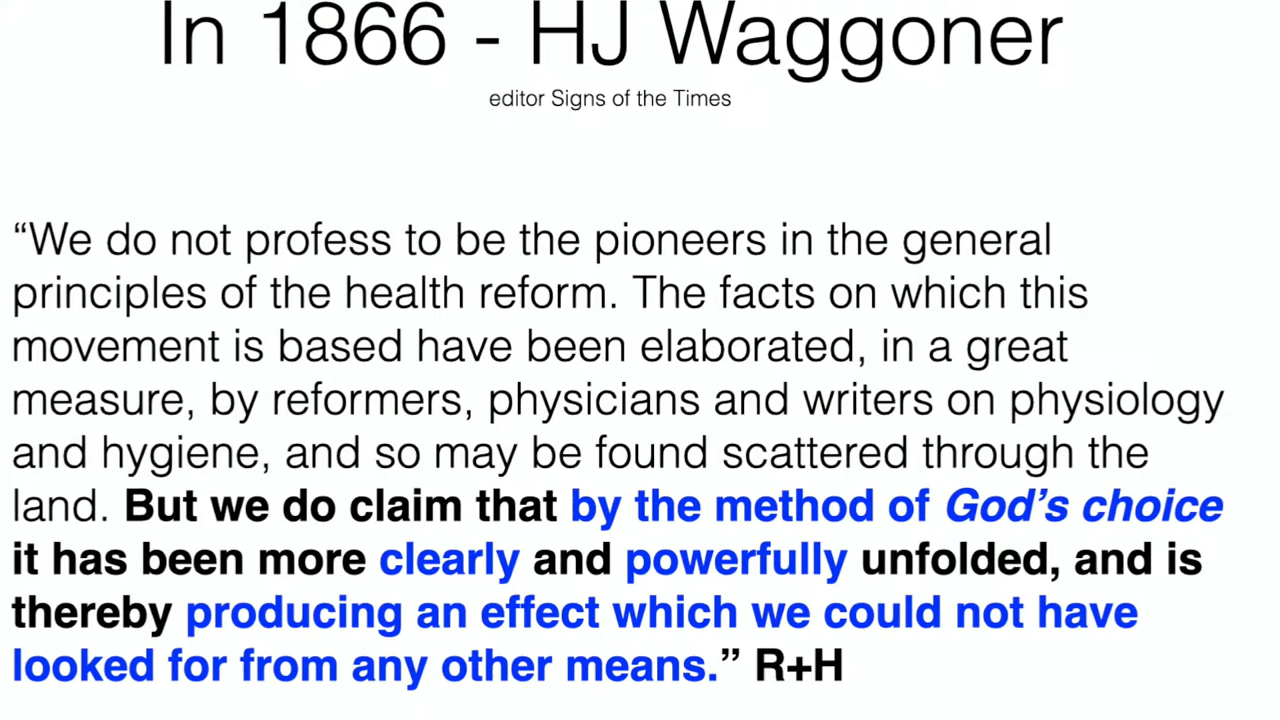 In 1866 - HJ Waggoner
editor Signs of the Times
“We do not profess to be the pioneers in the general
principles of the health reform. The facts on which this
movement is based have been elaborated, in a great
measure, by reformers, physicians and writers on physiology
and hygiene, and so may be found scattered through the
land. But we do claim that by the method of God’s choice
it has been more clearly and powerfully unfolded, and is
thereby producing an effect which we could not have
looked for from any other means.” R+H